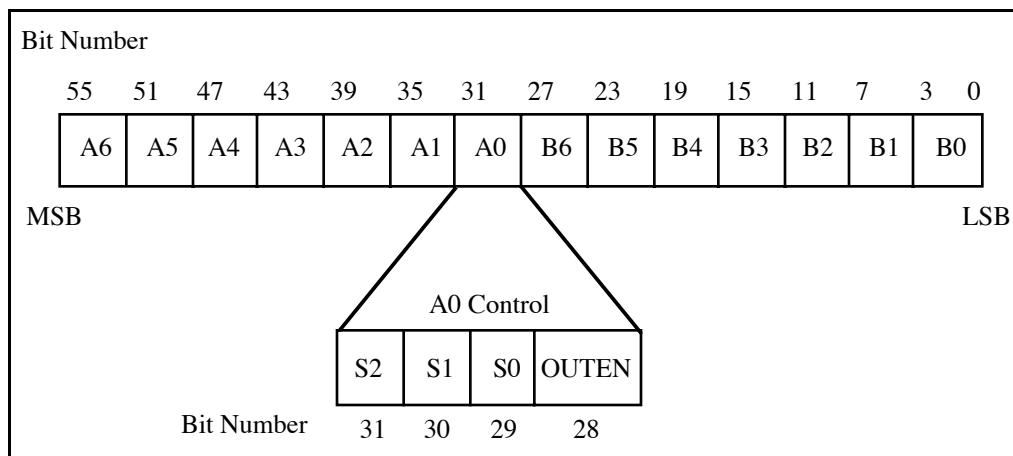 Bit Number
55 51 47 43 39 35 31 27 23 19 15 11 7 3 0
A6 A5 A4 A3 A2 A1 A0 B6 B5 B4 B3 B2 B1 B0
MSB LSB
A0 Control
S2 S1 S0 OUTEN
Bit Number 31 30 29 28